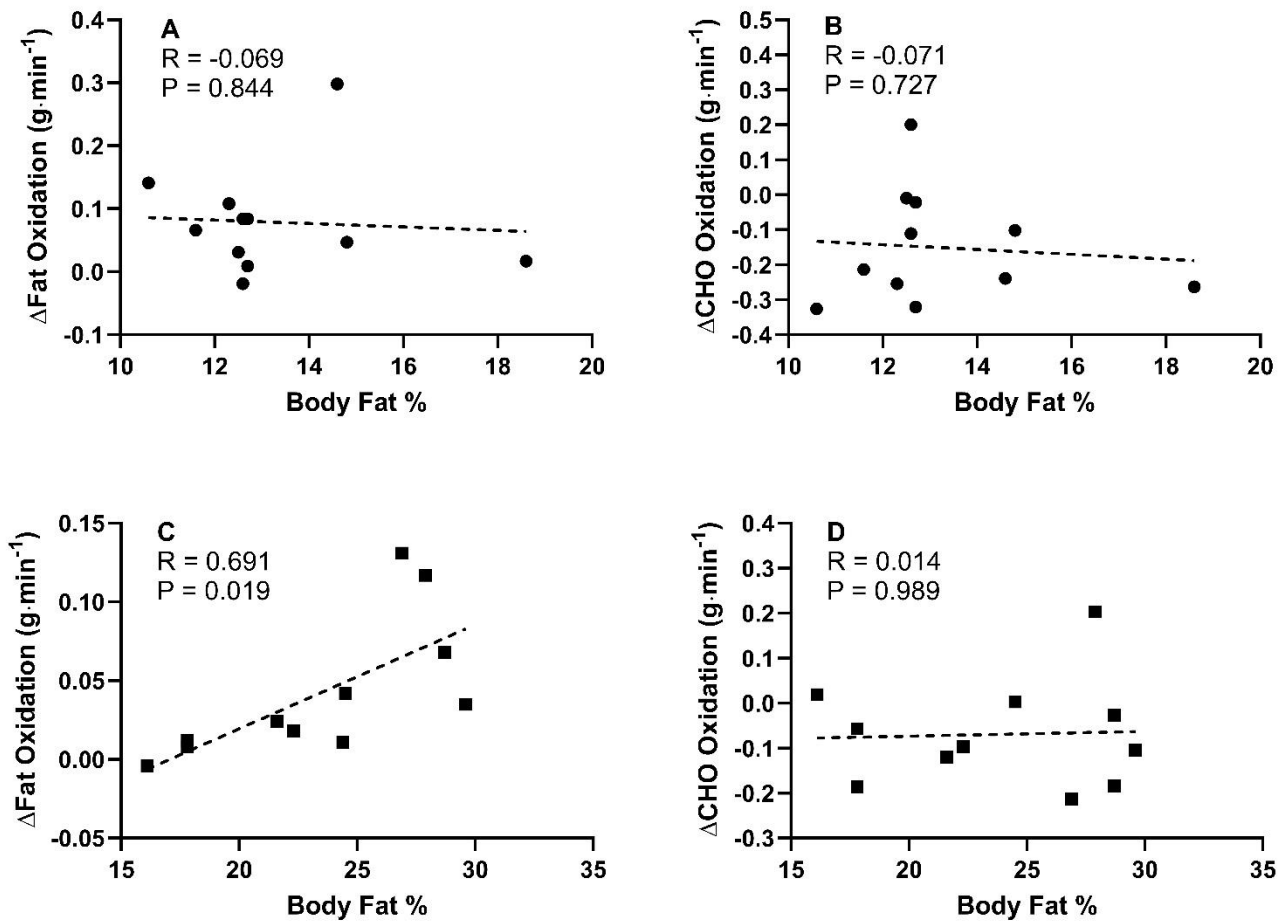 A
R = -0.069
P = 0.844
ΔFat Oxidation (g·min⁻¹)
0.4
0.3
0.2
0.1
0.0
-0.1
10 12 14 16 18 20
Body Fat %
B
R = -0.071
P = 0.727
ΔCHO Oxidation (g·min⁻¹)
0.5
0.4
0.3
0.2
0.1
0.0
-0.1
-0.2
-0.3
-0.4
10 12 14 16 18 20
Body Fat %
C
R = 0.691
P = 0.019
ΔFat Oxidation (g·min⁻¹)
0.15
0.10
0.05
0.00
-0.05
15 20 25 30 35
Body Fat %
D
R = 0.014
P = 0.989
ΔCHO Oxidation (g·min⁻¹)
0.4
0.3
0.2
0.1
0.0
-0.1
-0.2
-0.3
15 20 25 30 35
Body Fat %